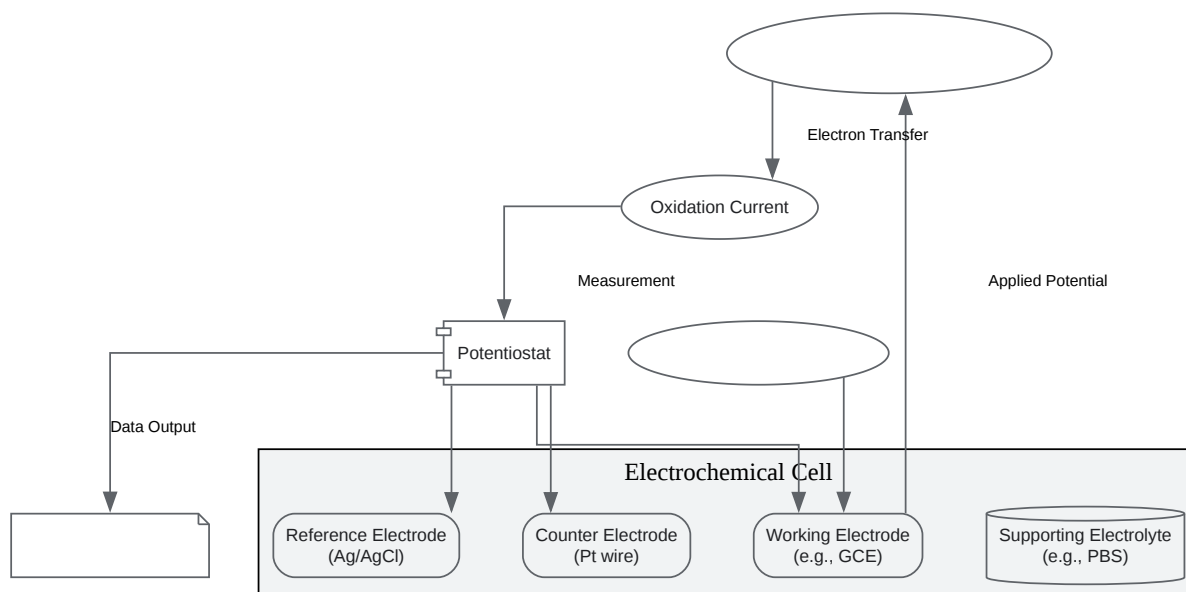 Electron Transfer
Oxidation Current
Measurement
Applied Potential
Potentiostat
Data Output
Electrochemical Cell
Reference Electrode
(Ag/AgCl)
Counter Electrode
(Pt wire)
Working Electrode
(e.g., GCE)
Supporting Electrolyte
(e.g., PBS)